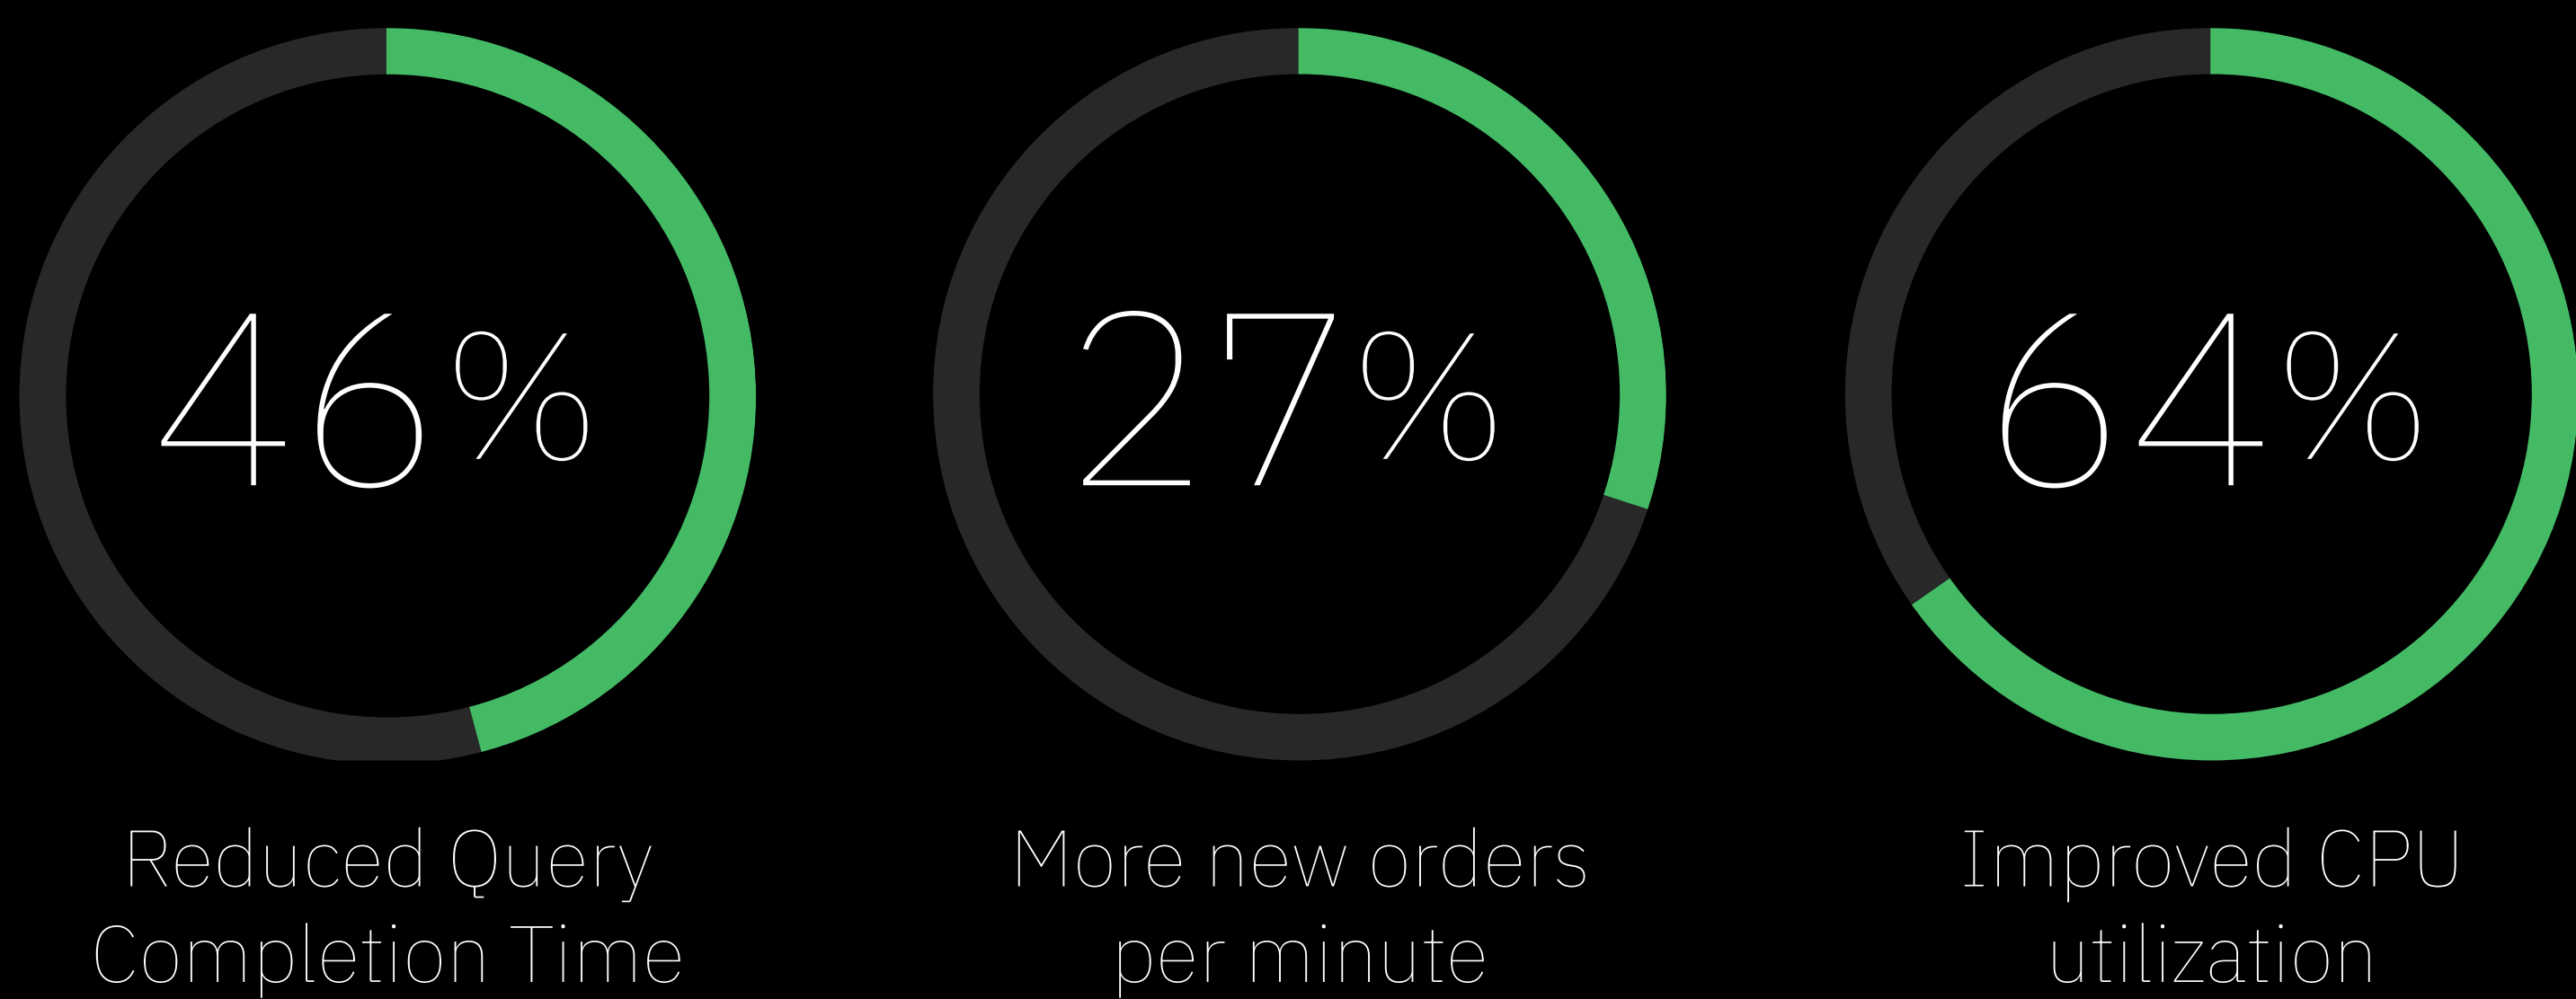 46%
Reduced Query
Completion Time
27%
More new orders
per minute
64%
Improved CPU
utilization